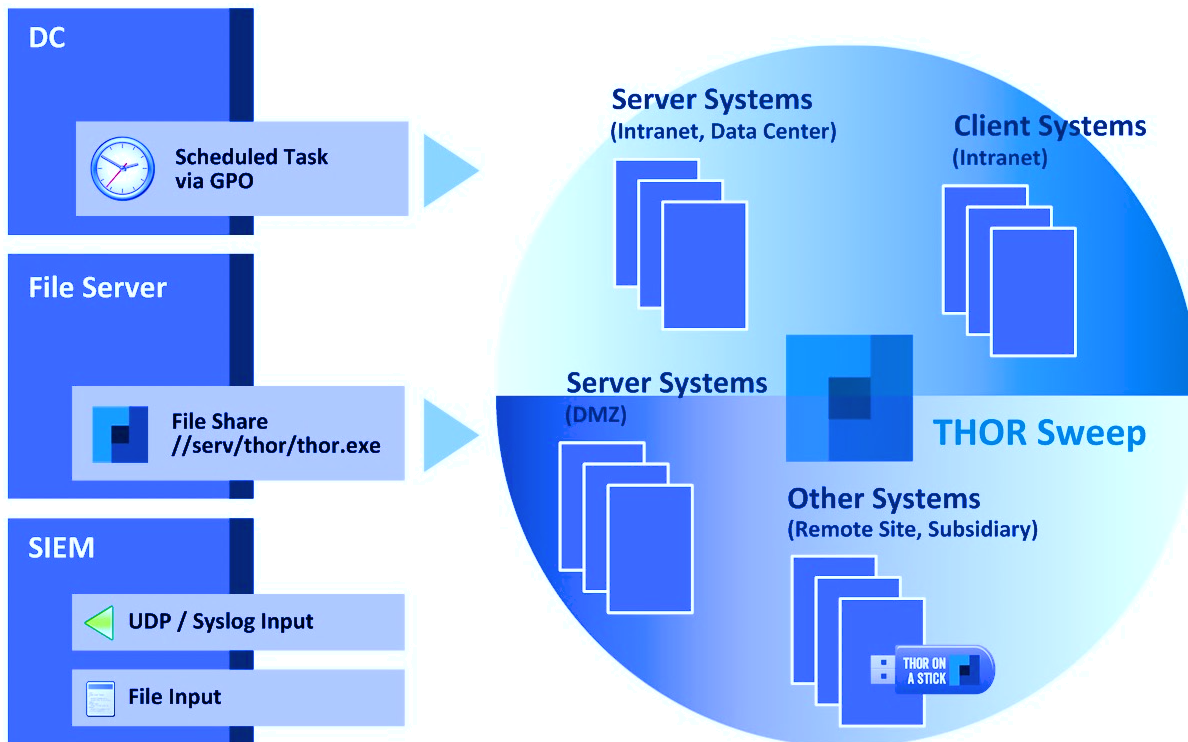 DC
Scheduled Task
via GPO
File Server
File Share
//serv/thor/thor.exe
SIEM
UDP / Syslog Input
File Input
Server Systems
(Intranet, Data Center)
Client Systems
(Intranet)
Server Systems
(DMZ)
THOR Sweep
Other Systems
(Remote Site, Subsidiary)
THOR ON
A STICK